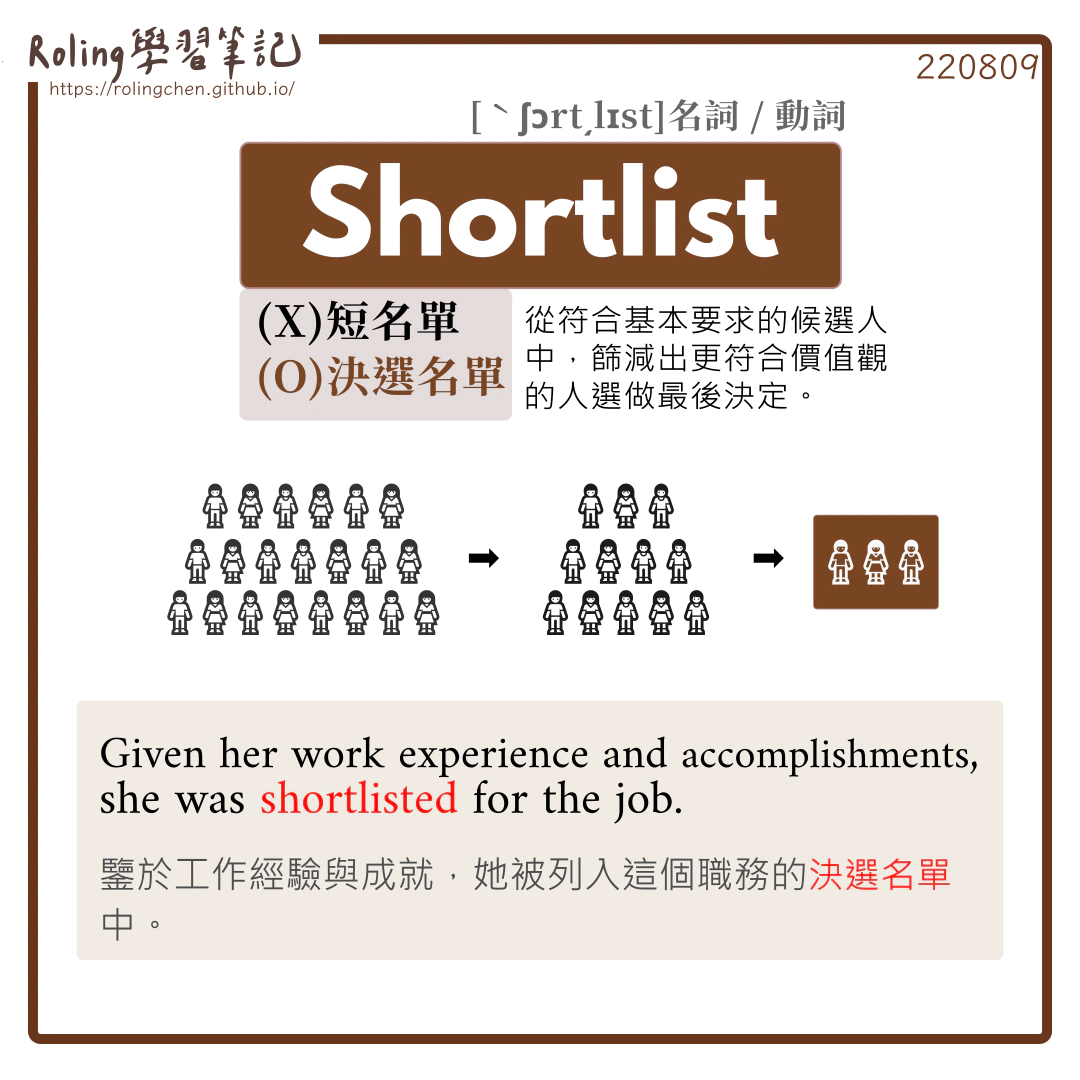 Roling學習筆記
https://rolingchen.github.io/
220809
[ˋʃɔrt͵lɪst]名詞 / 動詞
Shortlist
(X)短名單
(O)決選名單
從符合基本要求的候選人
中，篩減出更符合價值觀
的人選做最後決定。
Given her work experience and accomplishments,
she was shortlisted for the job.
鑒於工作經驗與成就，她被列入這個職務的決選名單
中。